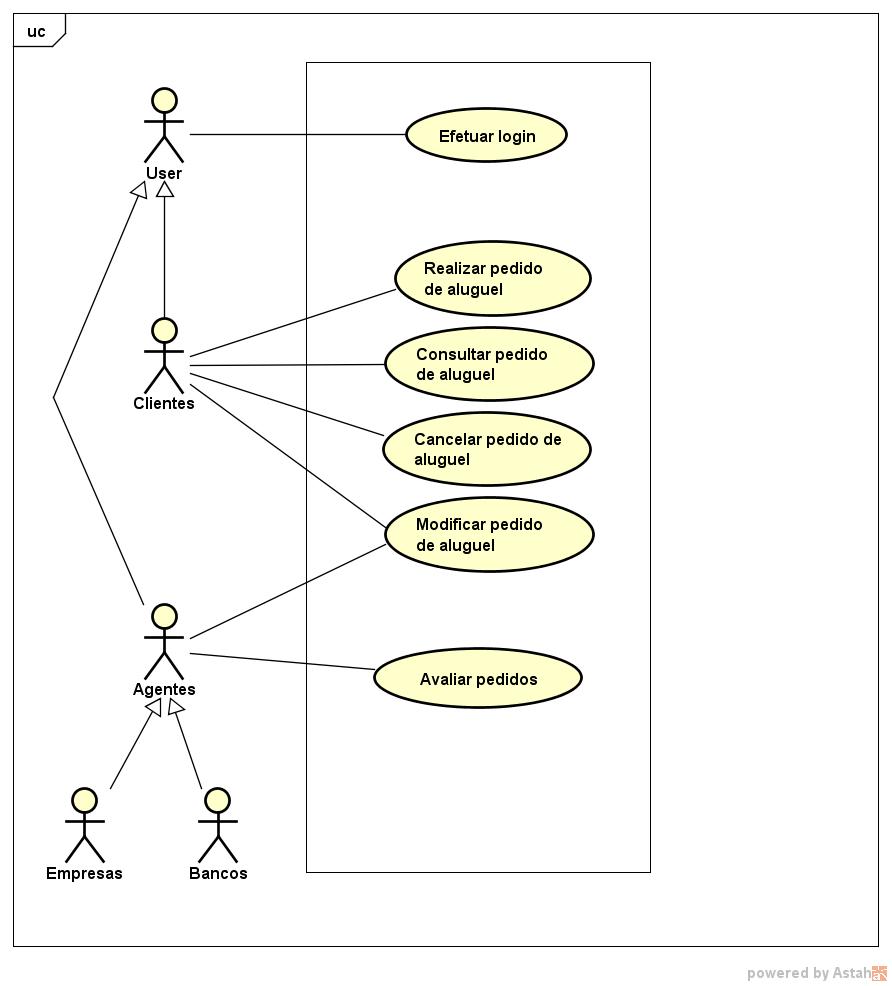 uc
User
Efetuar login
Realizar pedido
de aluguel
Clientes
Consultar pedido
de aluguel
Cancelar pedido de
aluguel
Modificar pedido
de aluguel
Agentes
Avaliar pedidos
Empresas
Bancos
powered by Astah